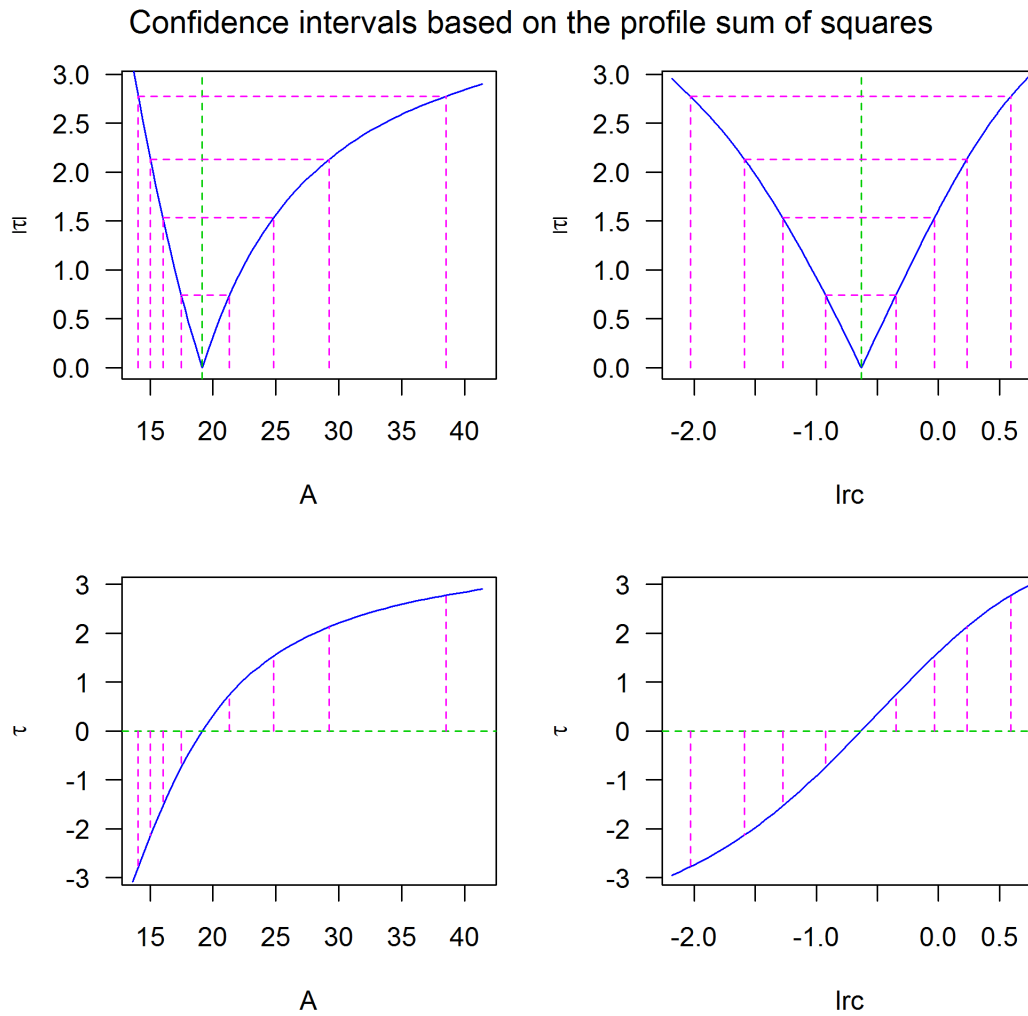 Confidence intervals based on the profile sum of squares
3.0
2.5
2.0
1.5
1.0
0.5
0.0
|τ|
15 20 25 30 35 40
A
3.0
2.5
2.0
1.5
1.0
0.5
0.0
|τ|
-2.0 -1.0 0.0 0.5
lrc
3
2
1
0
-1
-2
-3
τ
15 20 25 30 35 40
A
3
2
1
0
-1
-2
-3
τ
-2.0 -1.0 0.0 0.5
lrc